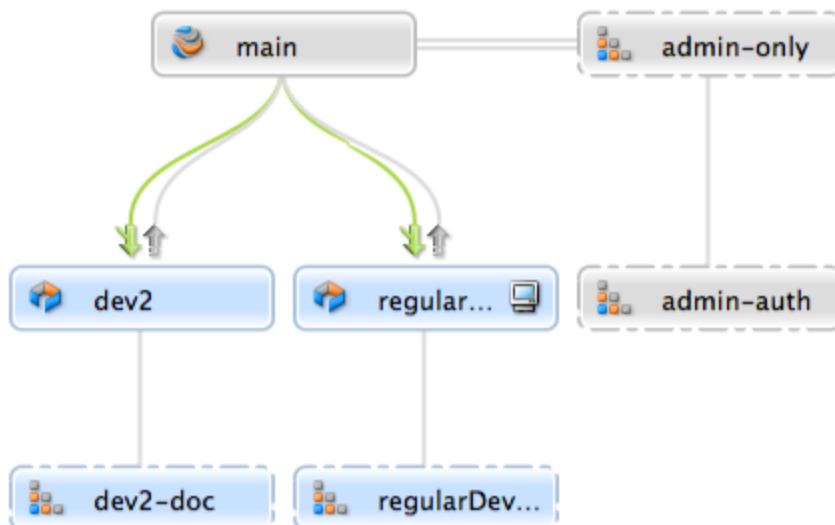 main
admin-only
dev2
regular...
admin-auth
dev2-doc
regularDev...